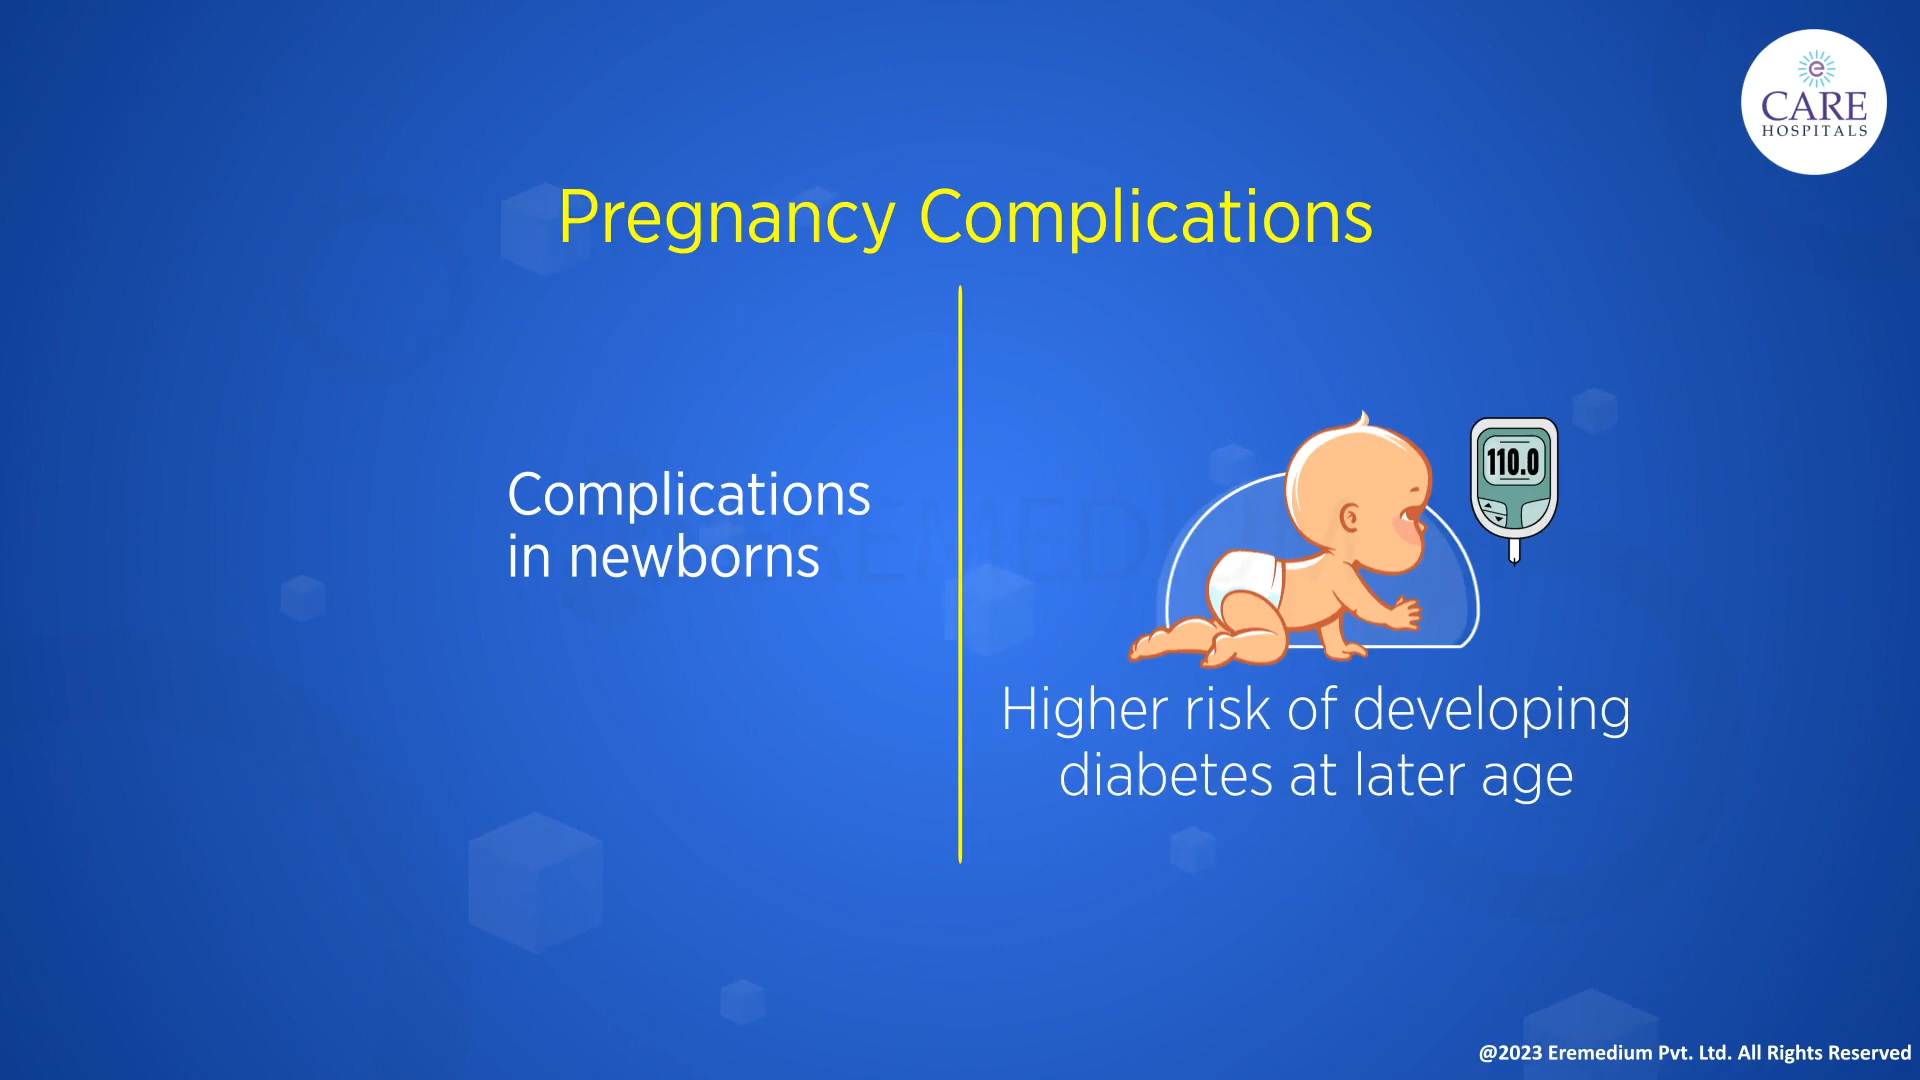 e
CARE
HOSPITALS
Pregnancy Complications
Complications
in newborns
110.0
EREMEDIUM
Higher risk of developing
diabetes at later age
@2023 Eremedium Pvt. Ltd. All Rights Reserved